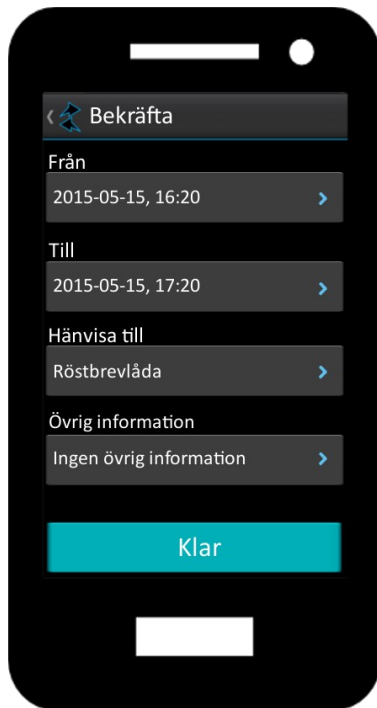 Bekräfta
Från
2015-05-15, 16:20
Till
2015-05-15, 17:20
Hänvisa till
Röstbrevlåda
Övrig information
Ingen övrig information
Klar